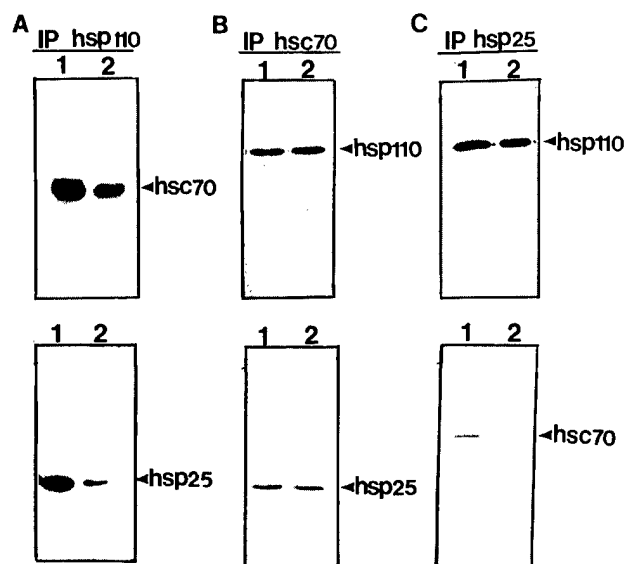 A B C
IP hsp110 IP hsc70 IP hsp25
1 2 1 2 1 2
◄hsc70 ◄hsp110 ◄hsp110
1 2 1 2 1 2
◄hsp25 ◄hsp25 ◄hsc70